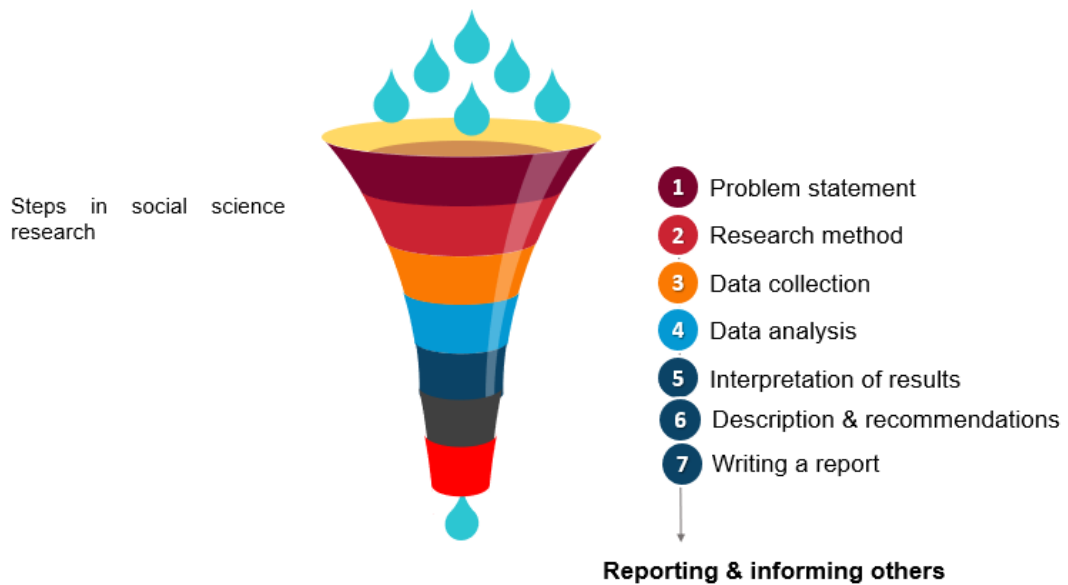 Steps in social science
research
1 Problem statement
2 Research method
3 Data collection
4 Data analysis
5 Interpretation of results
6 Description & recommendations
7 Writing a report
Reporting & informing others